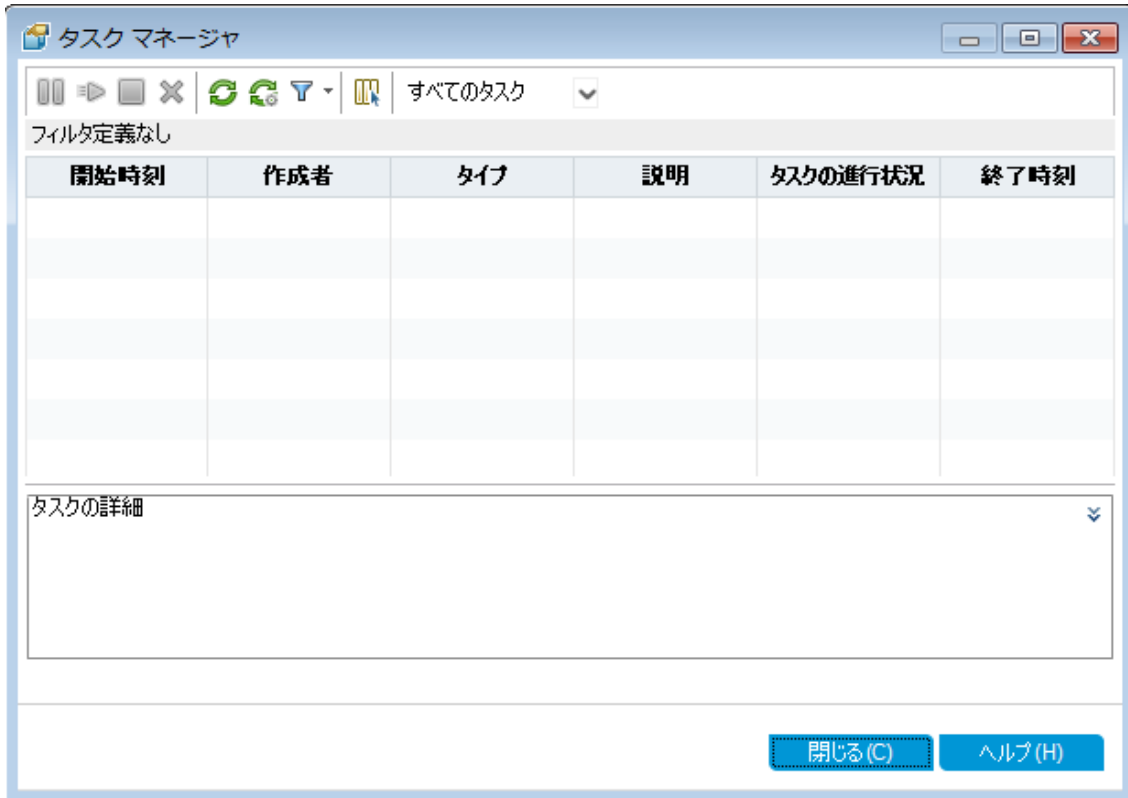 タスク マネージャ
すべてのタスク
フィルタ定義なし
開始時刻 作成者 タイプ 説明 タスクの進行状況 終了時刻
タスクの詳細
閉じる(C) ヘルプ(H)